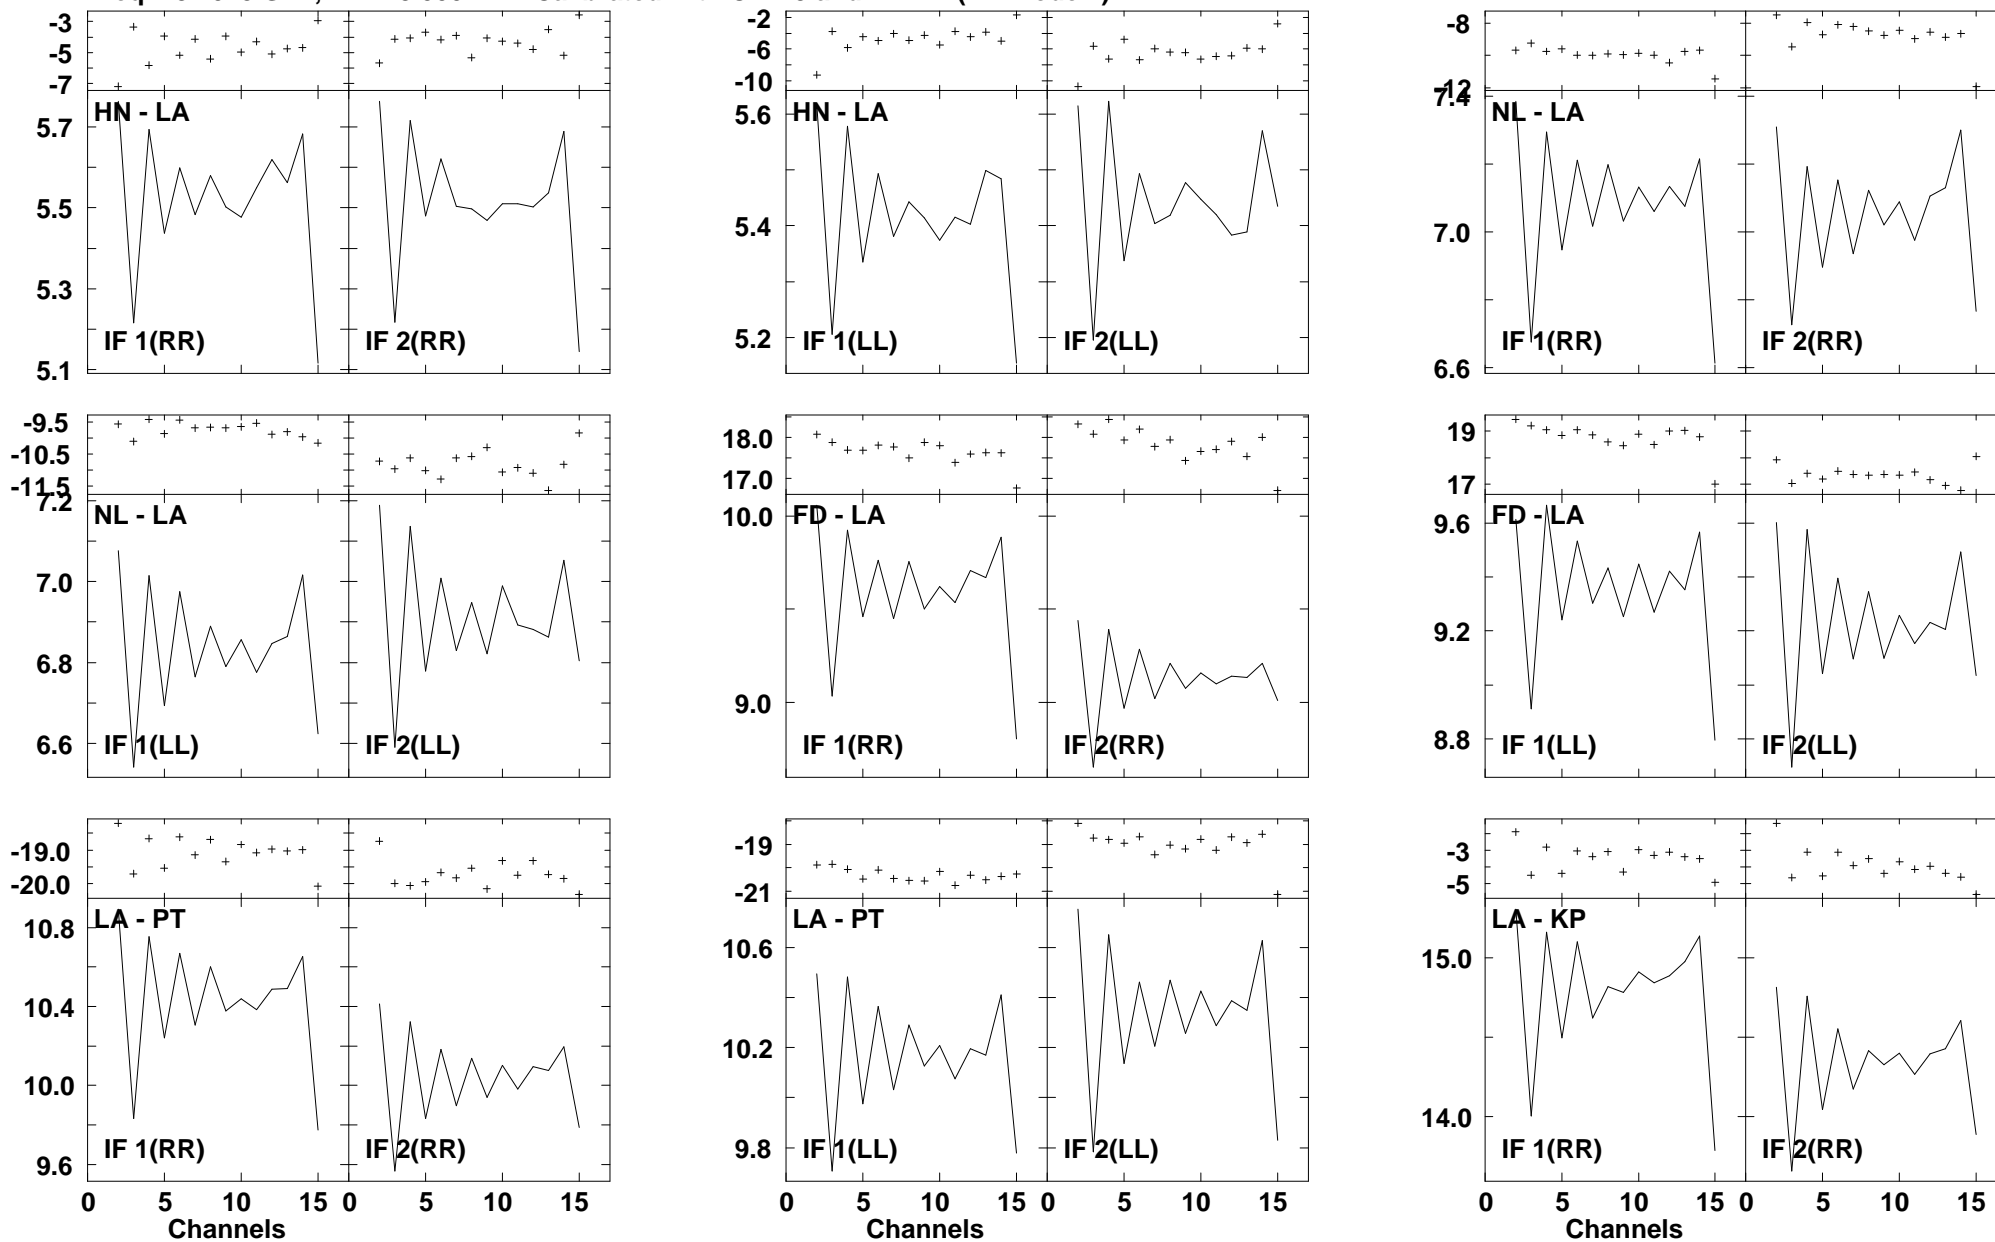 -3
-5
-7
HN - LA
5.7
5.5
5.3
5.1
IF 1(RR)
IF 2(RR)
-2
-6
-10
HN - LA
5.6
5.4
5.2
IF 1(LL)
IF 2(LL)
-8
-12
7.4
NL - LA
7.0
6.6
IF 1(RR)
IF 2(RR)
-9.5
-10.5
-11.5
7.2
NL - LA
7.0
6.8
6.6
IF 1(LL)
IF 2(LL)
18.0
17.0
10.0
FD - LA
9.0
IF 1(RR)
IF 2(RR)
19
17
9.6
FD - LA
9.2
8.8
IF 1(LL)
IF 2(LL)
-19.0
-20.0
10.8
LA - PT
10.4
10.0
9.6
IF 1(RR)
IF 2(RR)
0 5 10 15 0 5 10 15
Channels
-19
-21
LA - PT
10.6
10.2
9.8
IF 1(LL)
IF 2(LL)
0 5 10 15 0 5 10 15
Channels
-3
-5
LA - KP
15.0
14.0
IF 1(RR)
IF 2(RR)
0 5 10 15 0 5 10 15
Channels